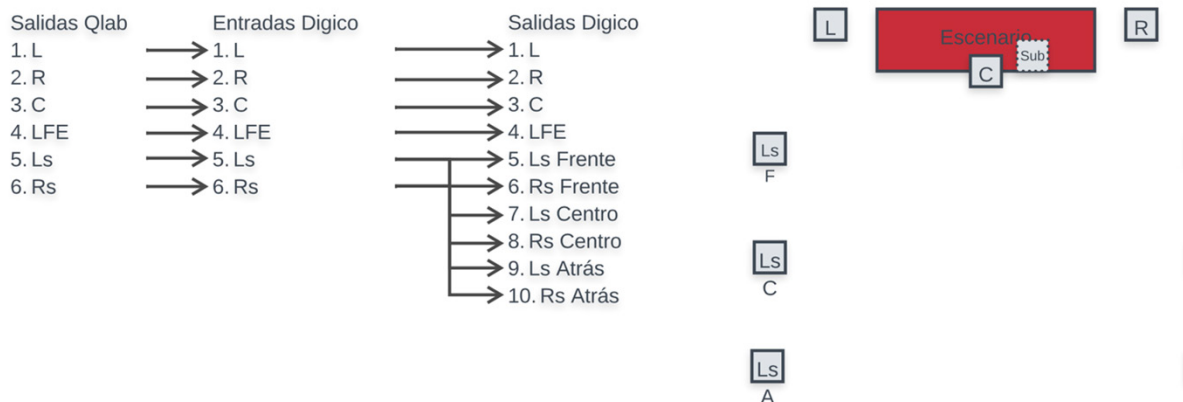 Salidas Qlab
1. L
2. R
3. C
4. LFE
5. Ls
6. Rs
Entradas Digico
1. L
2. R
3. C
4. LFE
5. Ls
6. Rs
Salidas Digico
1. L
2. R
3. C
4. LFE
5. Ls Frente
6. Rs Frente
7. Ls Centro
8. Rs Centro
9. Ls Atrás
10. Rs Atrás
L
Escenario
Sub
C
R
Ls
F
Ls
C
Ls
A